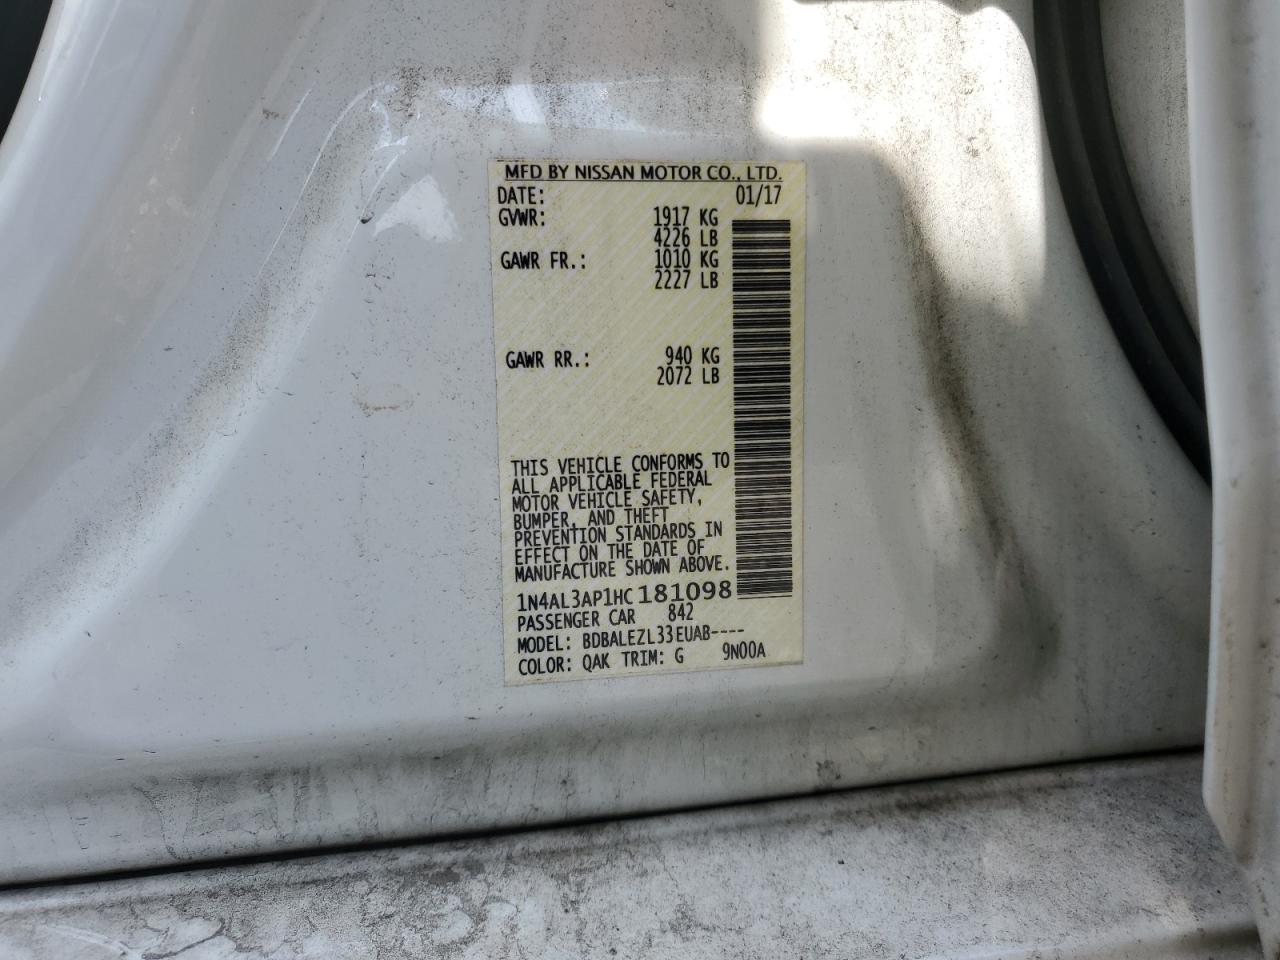 MFD BY NISSAN MOTOR CO., LTD.
DATE: 01/17
GVWR: 1917 KG
4226 LB
GAWR FR.: 1010 KG
2227 LB
GAWR RR.: 940 KG
2072 LB
THIS VEHICLE CONFORMS TO
ALL APPLICABLE FEDERAL
MOTOR VEHICLE SAFETY,
BUMPER, AND THEFT
PREVENTION STANDARDS IN
EFFECT ON THE DATE OF
MANUFACTURE SHOWN ABOVE.
1N4AL3AP1HC181098
PASSENGER CAR 842
MODEL: BDBALEZL33EUAB----
COLOR: QAK TRIM: G 9N00A